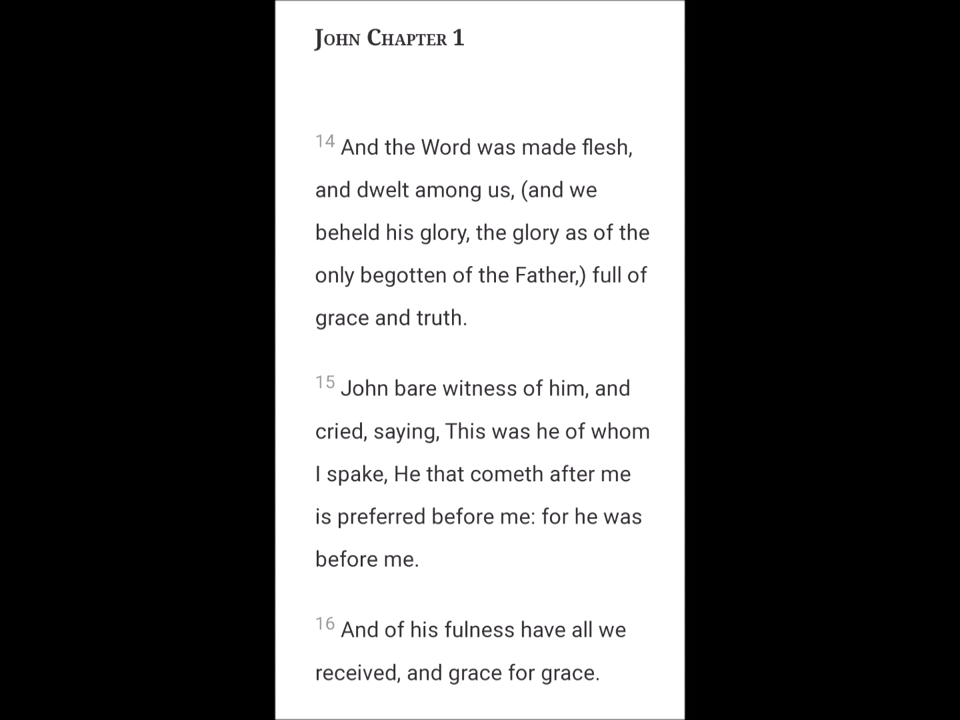 John Chapter 1
14 And the Word was made flesh,
and dwelt among us, (and we
beheld his glory, the glory as of the
only begotten of the Father,) full of
grace and truth.
15 John bare witness of him, and
cried, saying, This was he of whom
I spake, He that cometh after me
is preferred before me: for he was
before me.
16 And of his fulness have all we
received, and grace for grace.